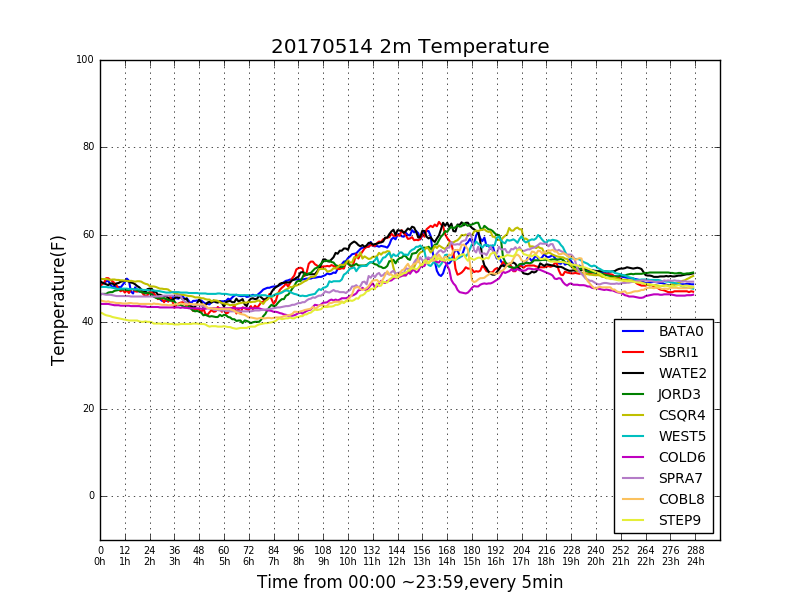 20170514 2m Temperature
100
80
60
40
20
0
Temperature(F)
BATA0
SBRI1
WATE2
JORD3
CSQR4
WEST5
COLD6
SPRA7
COBL8
STEP9
0 12 24 36 48 60 72 84 96 108 120 132 144 156 168 180 192 204 216 228 240 252 264 276 288
0h 1h 2h 3h 4h 5h 6h 7h 8h 9h 10h 11h 12h 13h 14h 15h 16h 17h 18h 19h 20h 21h 22h 23h 24h
Time from 00:00 ~23:59,every 5min